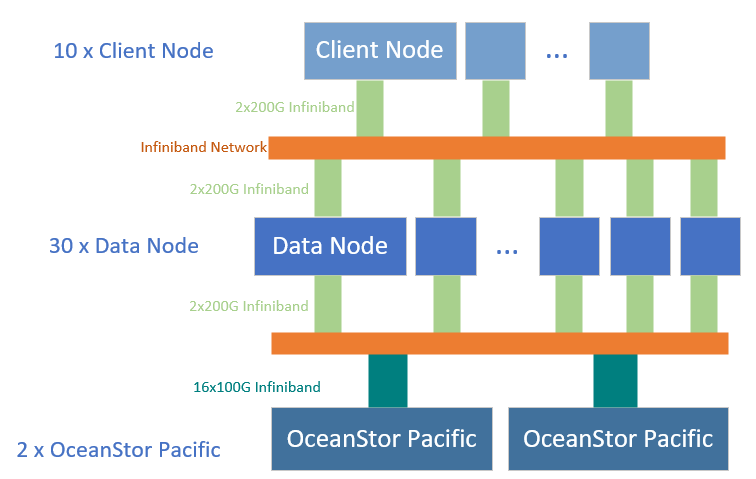 10 x Client Node
Client Node
...
2x200G Infiniband
Infiniband Network
2x200G Infiniband
30 x Data Node
Data Node
...
2x200G Infiniband
16x100G Infiniband
2 x OceanStor Pacific
OceanStor Pacific
OceanStor Pacific